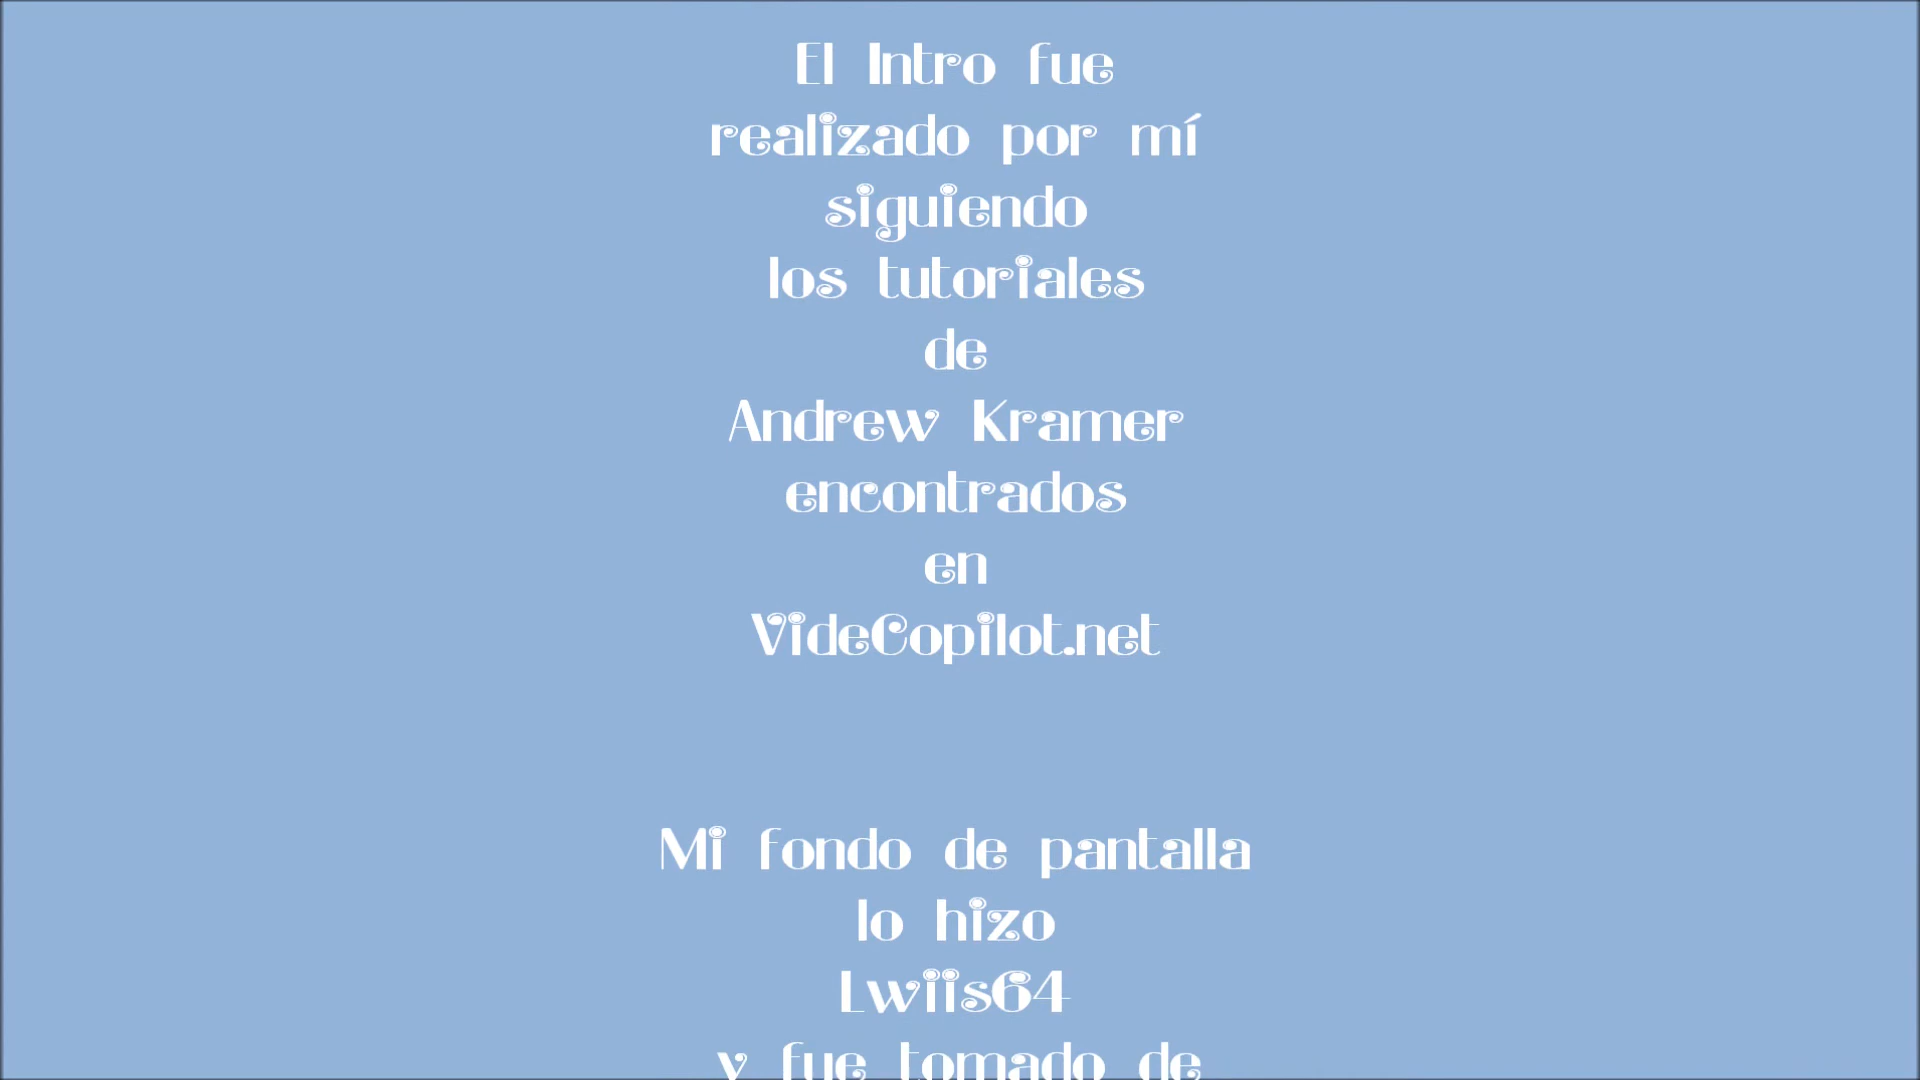 El Intro fue
realizado por mí
siguiendo
los tutoriales
de
Andrew Kramer
encontrados
en
VideCopilot.net
Mi fondo de pantalla
lo hizo
Lwiis64
y fue tomado de